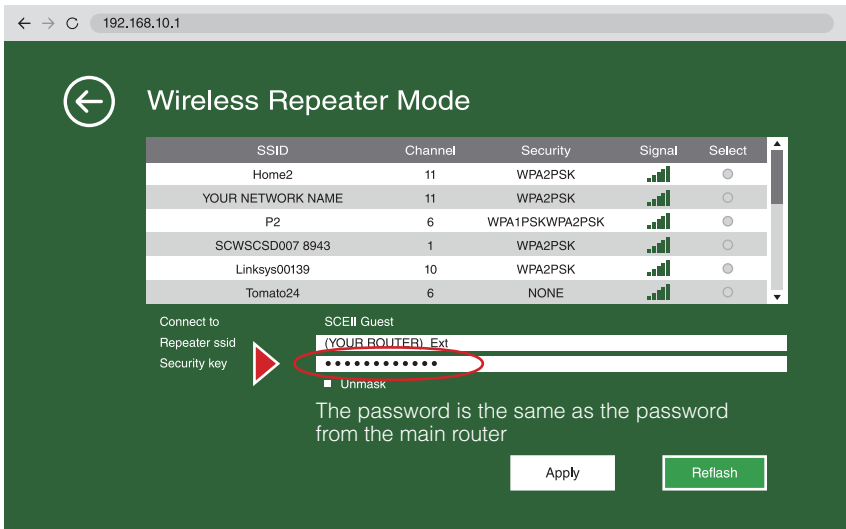 192.168.10.1
Wireless Repeater Mode
SSID Channel Security Signal Select
Home2 11 WPA2PSK
YOUR NETWORK NAME 11 WPA2PSK
P2 6 WPA1PSKWPA2PSK
SCWSCSD007 8943 1 WPA2PSK
Linksys00139 10 WPA2PSK
Tomato24 6 NONE
Connect to SCEII Guest
Repeater ssid (YOUR ROUTER)_Ext
Security key ••••••••••••
Unmask
The password is the same as the password
from the main router
Apply Reflash